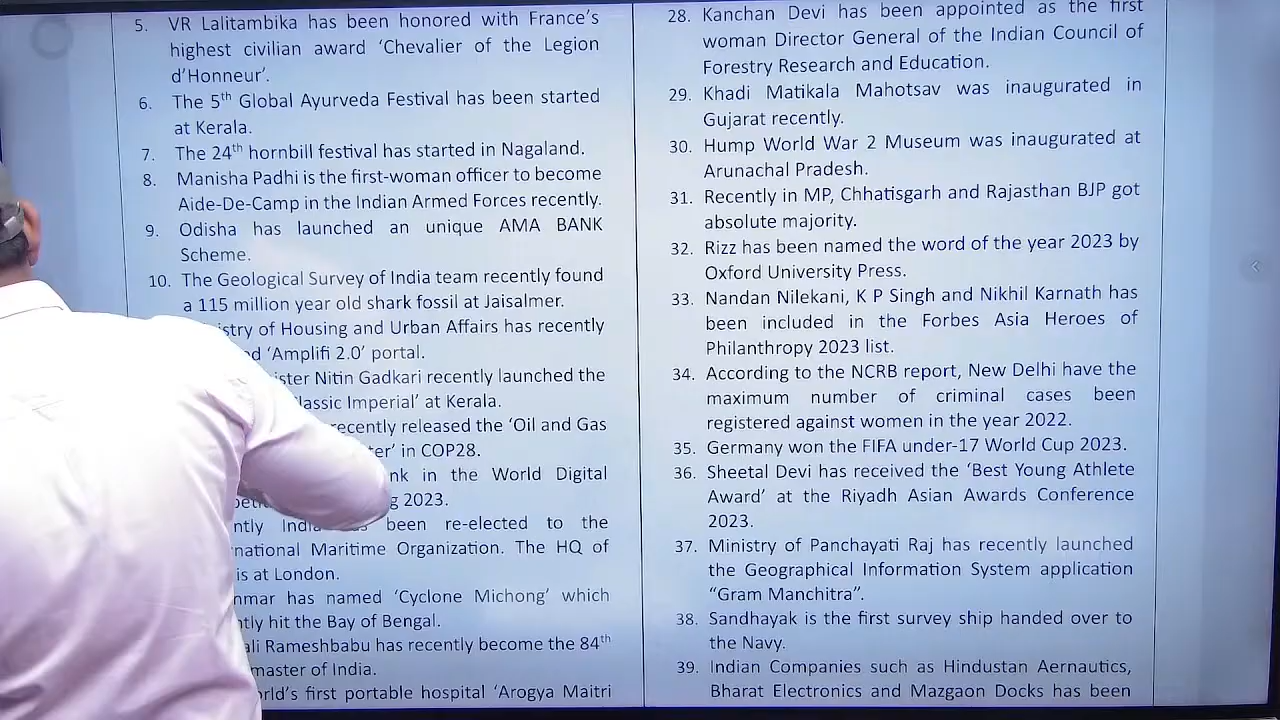 5. VR Lalitambika has been honored with France's
highest civilian award 'Chevalier of the Legion
d'Honneur'.
6. The 5th Global Ayurveda Festival has been started
at Kerala.
7. The 24th hornbill festival has started in Nagaland.
8. Manisha Padhi is the first-woman officer to become
Aide-De-Camp in the Indian Armed Forces recently.
9. Odisha has launched an unique AMA BANK
Scheme.
10. The Geological Survey of India team recently found
a 115 million year old shark fossil at Jaisalmer.
istry of Housing and Urban Affairs has recently
d 'Amplifi 2.0' portal.
ister Nitin Gadkari recently launched the
lassic Imperial' at Kerala.
recently released the 'Oil and Gas
ter' in COP28.
nk in the World Digital
g 2023.
ntly been re-elected to the
national Maritime Organization. The HQ of
is at London.
nmar has named 'Cyclone Michong' which
ntly hit the Bay of Bengal.
ali Rameshbabu has recently become the 84th
master of India.
rld's first portable hospital 'Arogya Maitri
28. Kanchan Devi has been appointed as the first
woman Director General of the Indian Council of
Forestry Research and Education.
29. Khadi Matikala Mahotsav was inaugurated in
Gujarat recently.
30. Hump World War 2 Museum was inaugurated at
Arunachal Pradesh.
31. Recently in MP, Chhatisgarh and Rajasthan BJP got
absolute majority.
32. Rizz has been named the word of the year 2023 by
Oxford University Press.
33. Nandan Nilekani, K P Singh and Nikhil Karnath has
been included in the Forbes Asia Heroes of
Philanthropy 2023 list.
34. According to the NCRB report, New Delhi have the
maximum number of criminal cases been
registered against women in the year 2022.
35. Germany won the FIFA under-17 World Cup 2023.
36. Sheetal Devi has received the 'Best Young Athlete
Award' at the Riyadh Asian Awards Conference
2023.
37. Ministry of Panchayati Raj has recently launched
the Geographical Information System application
"Gram Manchitra".
38. Sandhayak is the first survey ship handed over to
the Navy.
39. Indian Companies such as Hindustan Aernautics,
Bharat Electronics and Mazgaon Docks has been